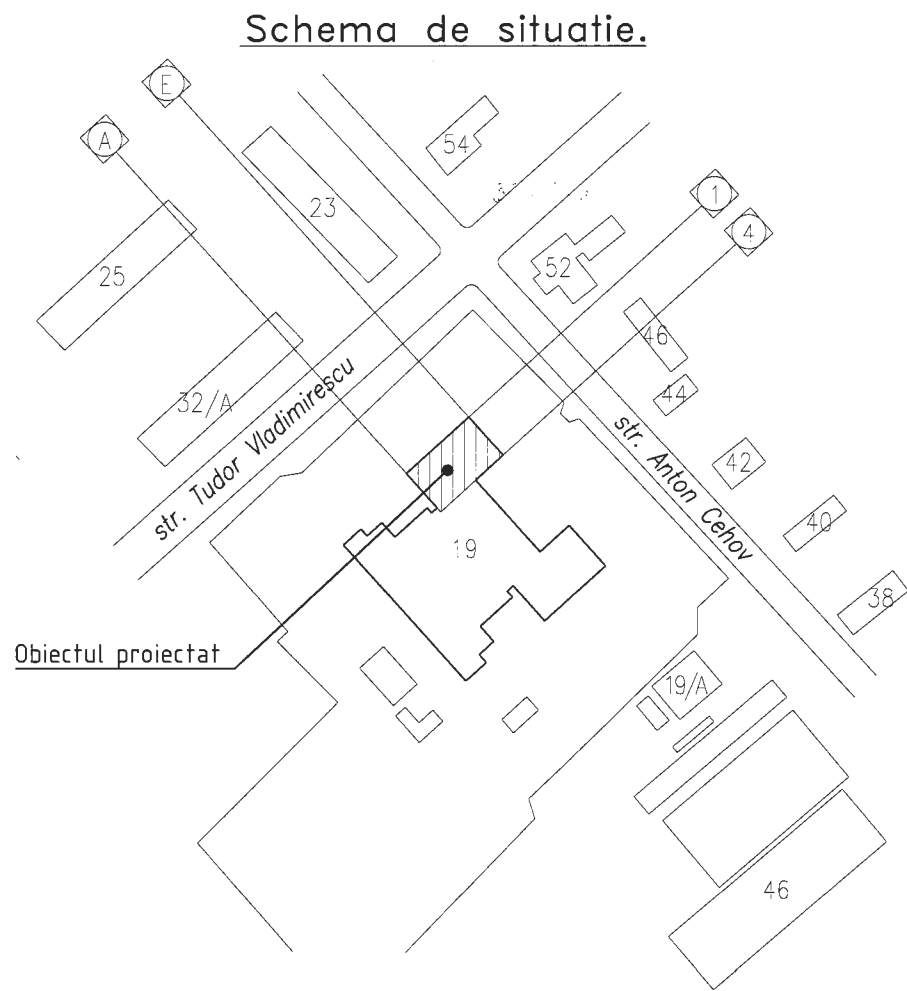 Schema de situatie.
E
A
54
23
1
4
25
52
46
32/A
44
str. Tudor Vladimirescu
str. Anton Cehov
42
40
19
38
Obiectul proiectat
19/A
46